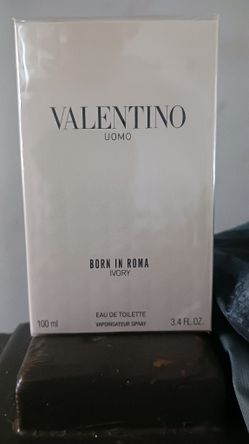 VALENTINO
UOMO
BORN IN ROMA
IVORY
EAU DE TOILETTE
100 ml VAPORISATEUR SPRAY 3.4 FL.OZ.